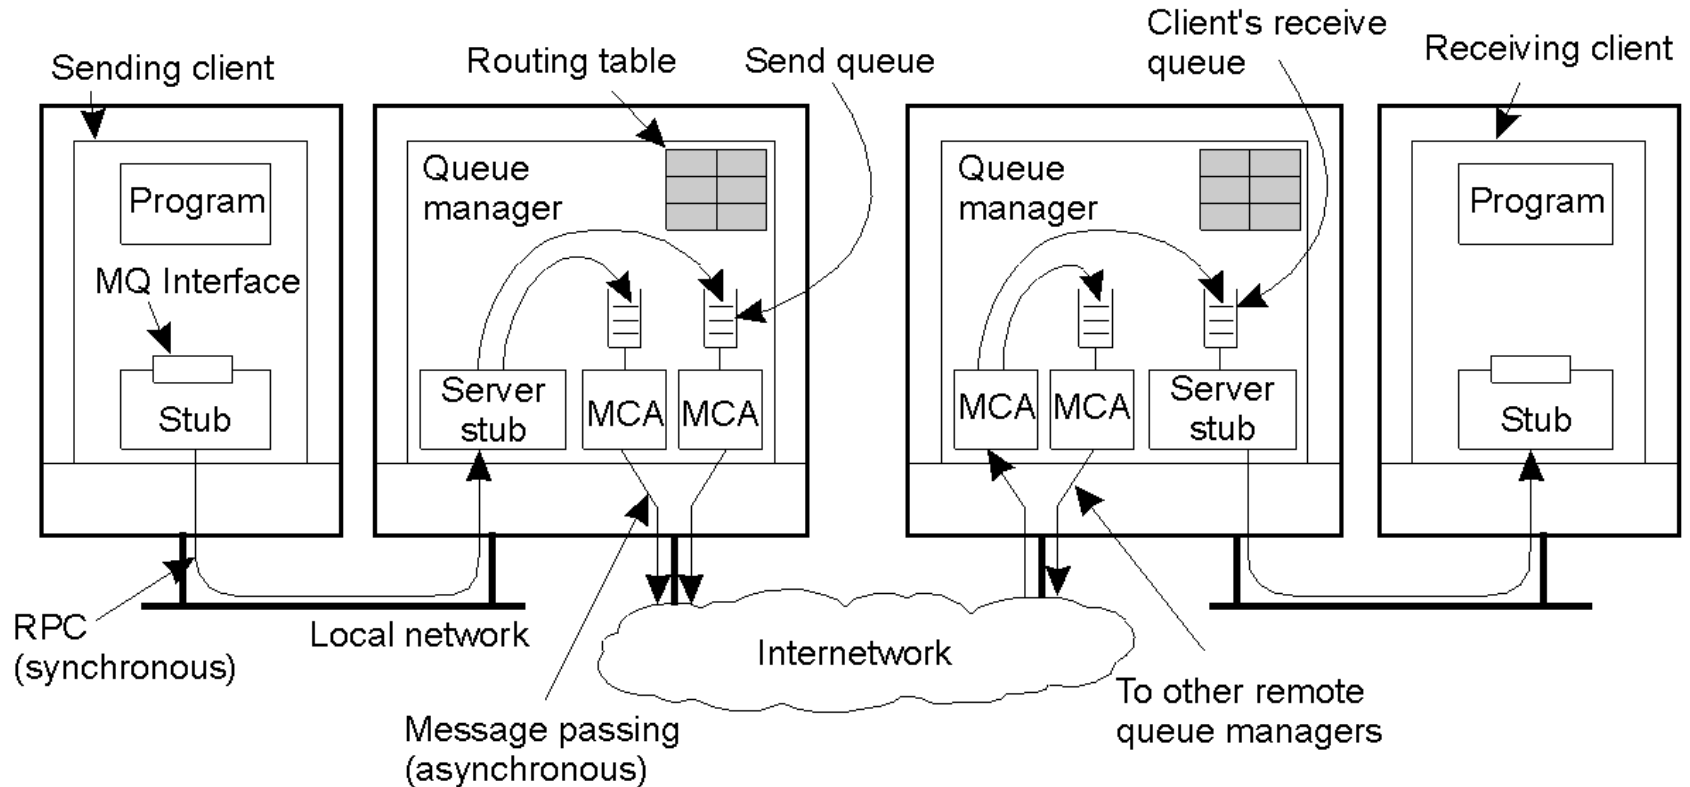 Sending client
Routing table
Send queue
Client's receive
queue
Receiving client
Program
MQ Interface
Stub
Queue
manager
Server
stub
MCA
MCA
Queue
manager
MCA
MCA
Server
stub
Program
Stub
RPC
(synchronous)
Local network
Message passing
(asynchronous)
Internetwork
To other remote
queue managers